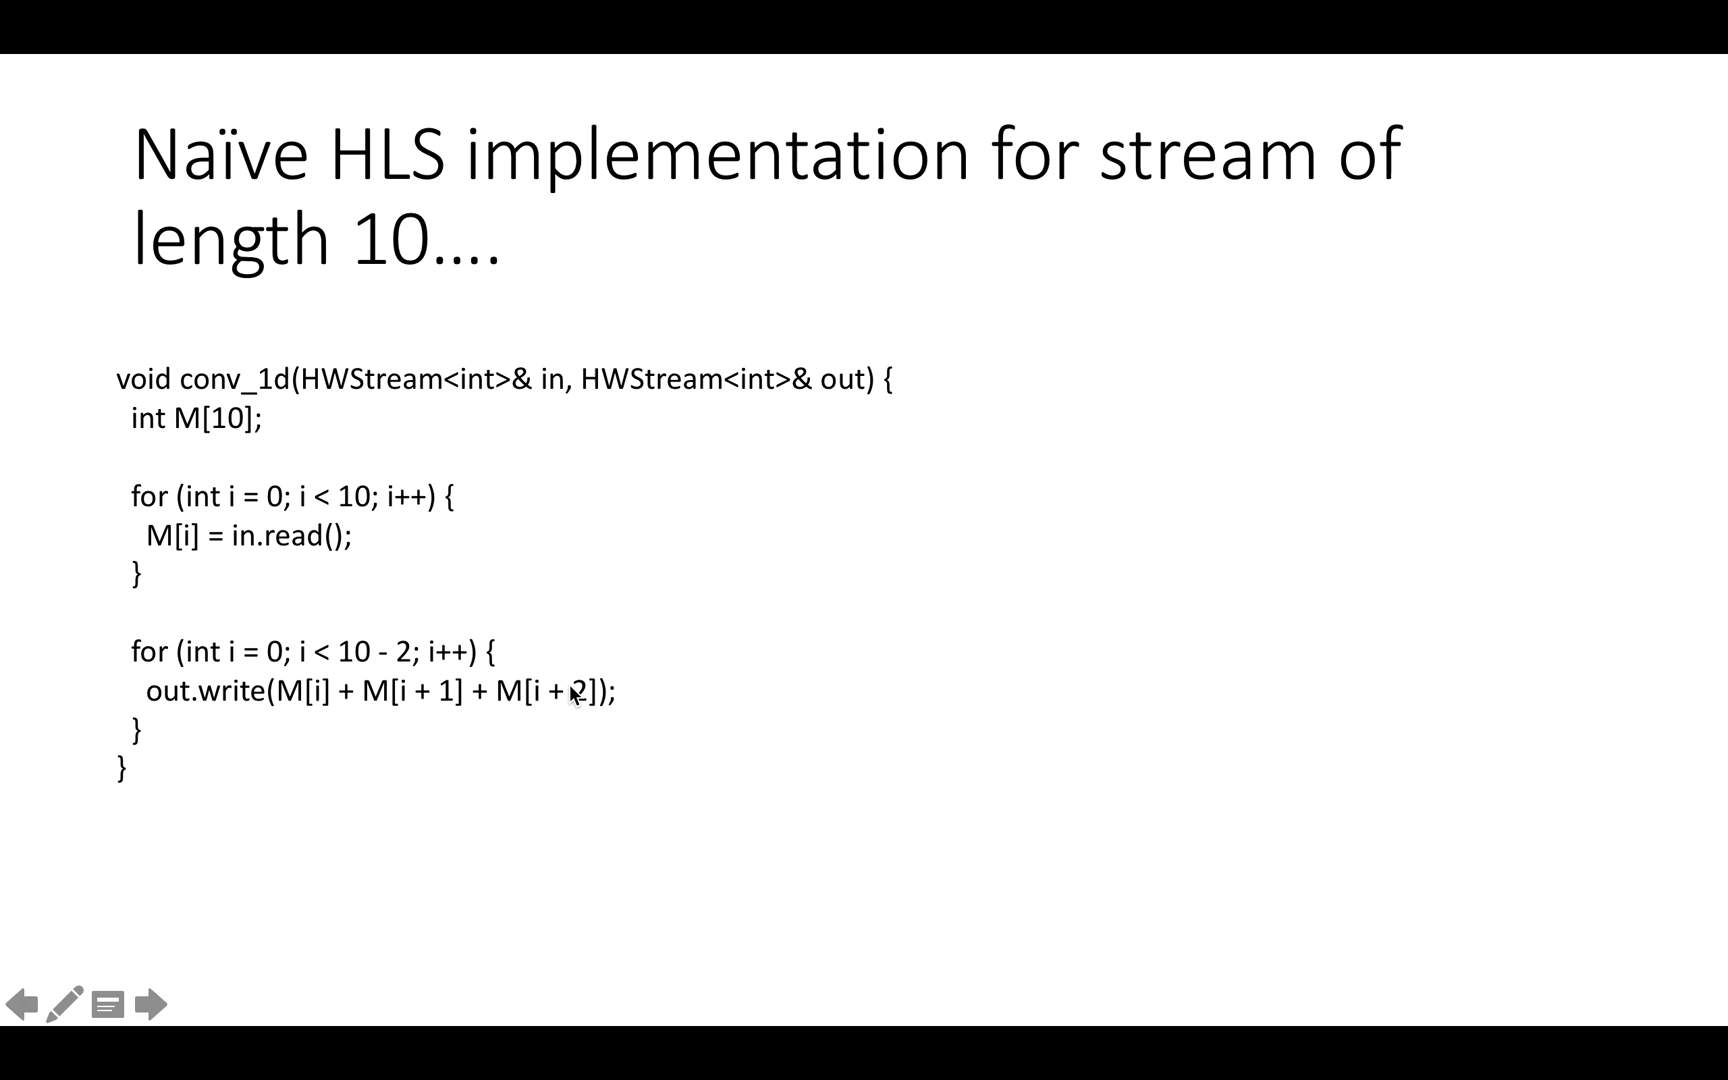 Naïve HLS implementation for stream of
length 10....
void conv_1d(HWStream<int>& in, HWStream<int>& out) {
int M[10];
for (int i = 0; i < 10; i++) {
M[i] = in.read();
}
for (int i = 0; i < 10 - 2; i++) {
out.write(M[i] + M[i + 1] + M[i + 2]);
}
}